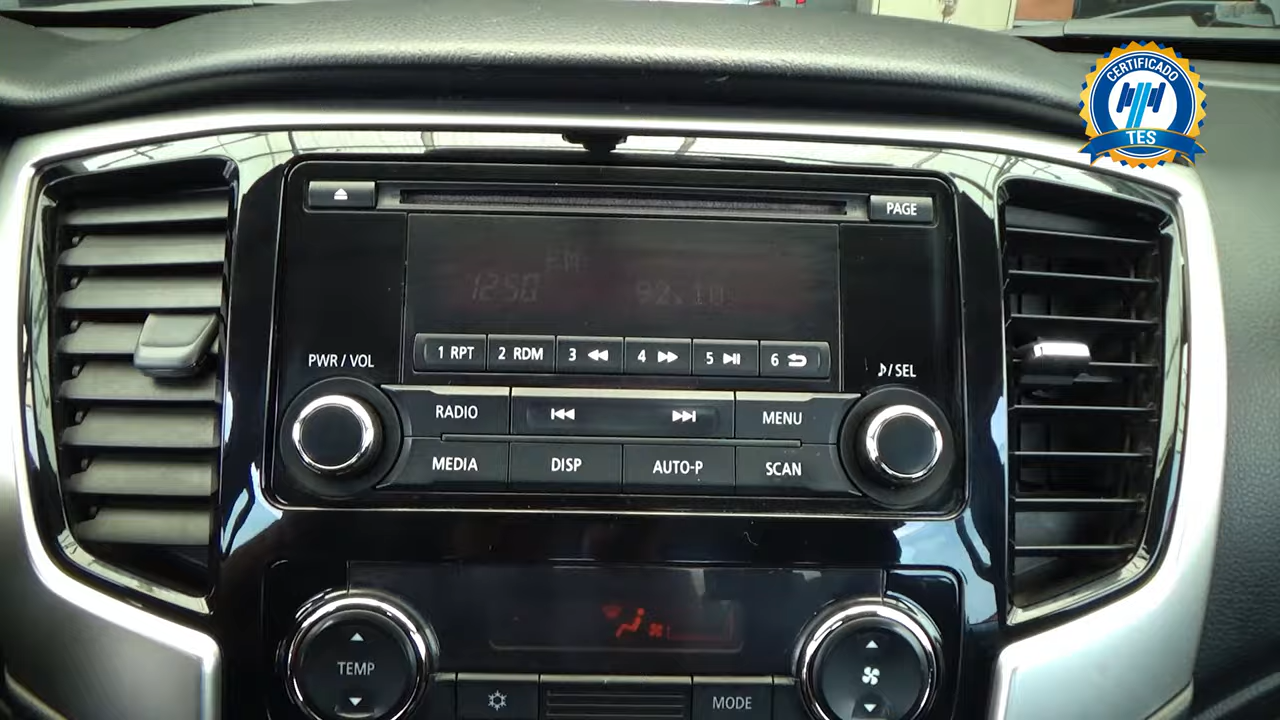 CERTIFICADO
TES
PAGE
FM
12:50 92.10
1 RPT 2 RDM 3 4 5 6
PWR / VOL
/SEL
RADIO MENU
MEDIA DISP AUTO-P SCAN
TEMP
MODE